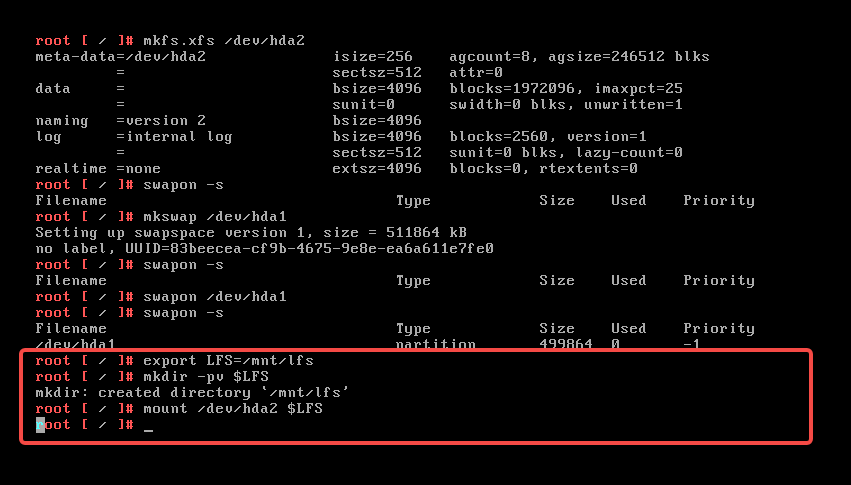 root [ / ]# mkfs.xfs /dev/hda2
meta-data=/dev/hda2              isize=256    agcount=8, agsize=246512 blks
         =                       sectsz=512   attr=0
data     =                       bsize=4096   blocks=1972096, imaxpct=25
         =                       sunit=0      swidth=0 blks, unwritten=1
naming   =version 2              bsize=4096
log      =internal log           bsize=4096   blocks=2560, version=1
         =                       sectsz=512   sunit=0 blks, lazy-count=0
realtime =none                   extsz=4096   blocks=0, rtextents=0
root [ / ]# swapon -s
Filename                                Type            Size    Used    Priority
root [ / ]# mkswap /dev/hda1
Setting up swapspace version 1, size = 511864 kB
no label, UUID=83beecea-cf9b-4675-9e8e-ea6a611e7fe0
root [ / ]# swapon -s
Filename                                Type            Size    Used    Priority
root [ / ]# swapon /dev/hda1
root [ / ]# swapon -s
Filename                                Type            Size    Used    Priority
/dev/hda1                               partition       499864  0       -1
root [ / ]# export LFS=/mnt/lfs
root [ / ]# mkdir -pv $LFS
mkdir: created directory `/mnt/lfs'
root [ / ]# mount /dev/hda2 $LFS
root [ / ]# _